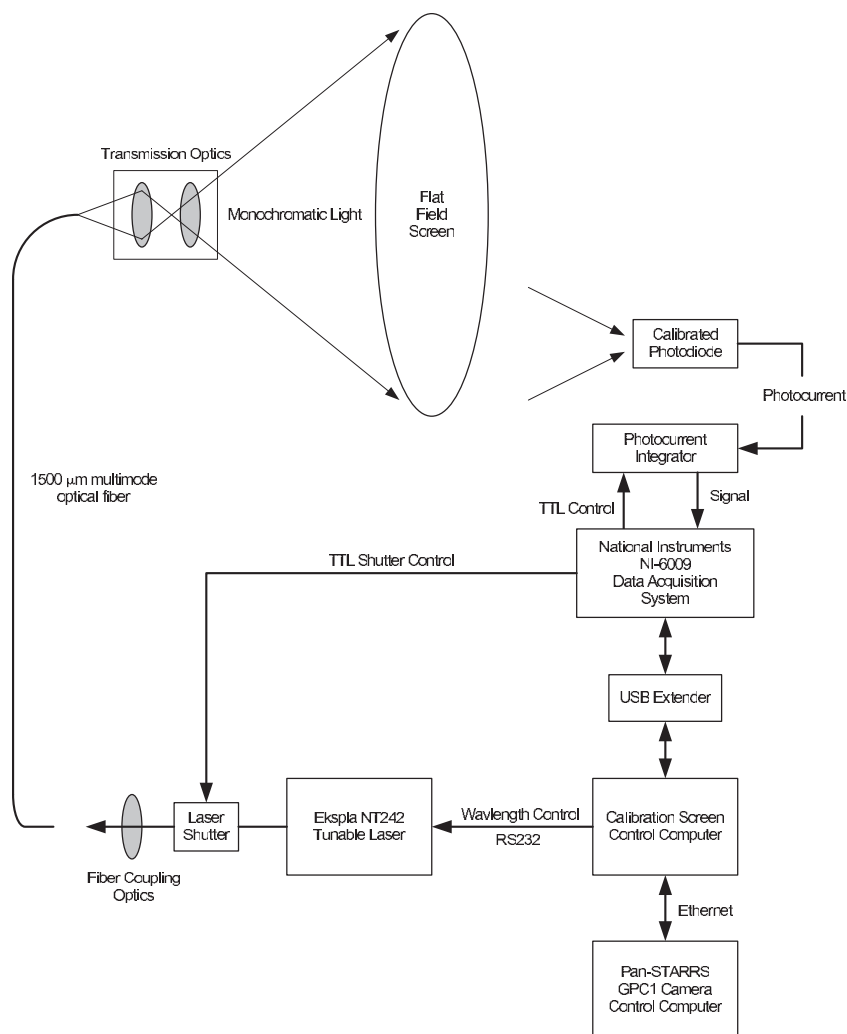 Transmission Optics
Monochromatic Light
Flat
Field
Screen
Calibrated
Photodiode
Photocurrent
Photocurrent
Integrator
TTL Control
Signal
1500 μm multimode
optical fiber
National Instruments
NI-6009
Data Acquisition
System
TTL Shutter Control
USB Extender
Laser
Shutter
Ekspla NT242
Tunable Laser
Wavlength Control
RS232
Calibration Screen
Control Computer
Fiber Coupling
Optics
Ethernet
Pan-STARRS
GPC1 Camera
Control Computer